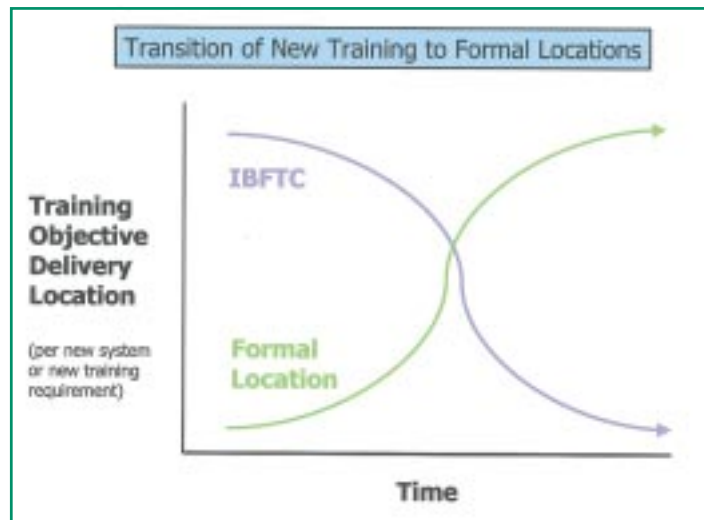 Transition of New Training to Formal Locations
IBFTC
Training
Objective
Delivery
Location
(per new system
or new training
requirement)
Formal
Location
Time